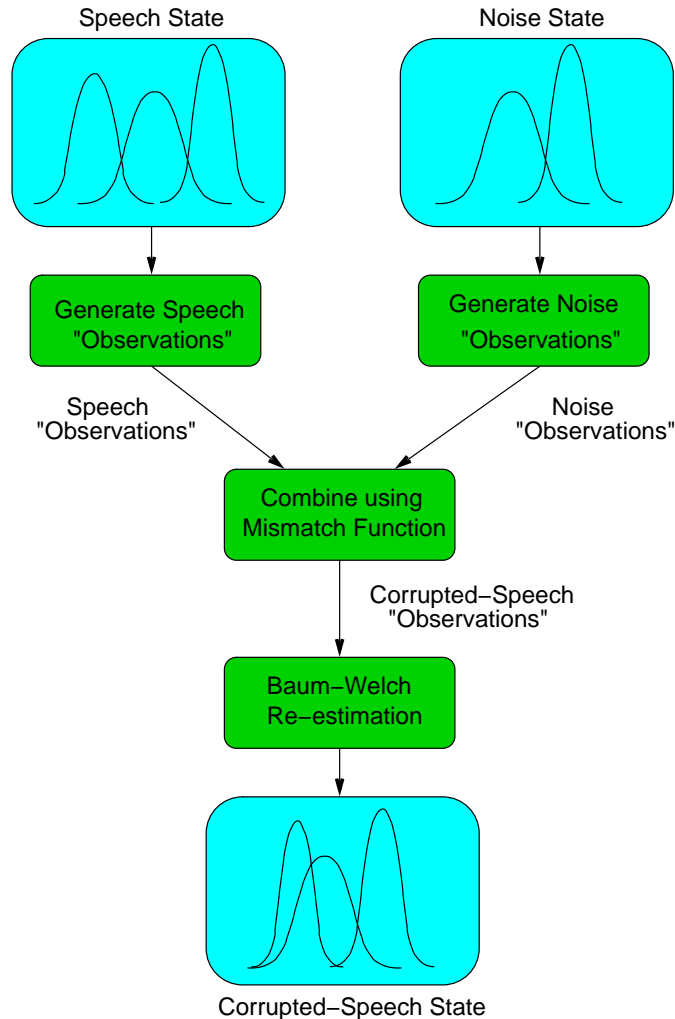 Speech State
Noise State
Generate Speech
"Observations"
Generate Noise
"Observations"
Speech
"Observations"
Noise
"Observations"
Combine using
Mismatch Function
Corrupted−Speech
"Observations"
Baum−Welch
Re−estimation
Corrupted−Speech State